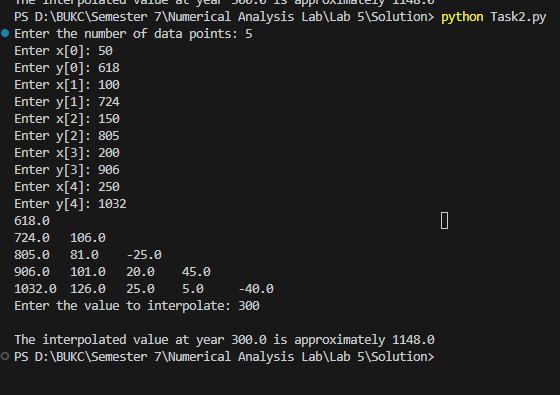 The interpolated value at year 300.0 is approximately 1148.0
PS D:\BUKC\Semester 7\Numerical Analysis Lab\Lab 5\Solution> python Task2.py
Enter the number of data points: 5
Enter x[0]: 50
Enter y[0]: 618
Enter x[1]: 100
Enter y[1]: 724
Enter x[2]: 150
Enter y[2]: 805
Enter x[3]: 200
Enter y[3]: 906
Enter x[4]: 250
Enter y[4]: 1032
618.0
724.0 106.0
805.0 81.0 -25.0
906.0 101.0 20.0 45.0
1032.0 126.0 25.0 5.0 -40.0
Enter the value to interpolate: 300
The interpolated value at year 300.0 is approximately 1148.0
PS D:\BUKC\Semester 7\Numerical Analysis Lab\Lab 5\Solution>